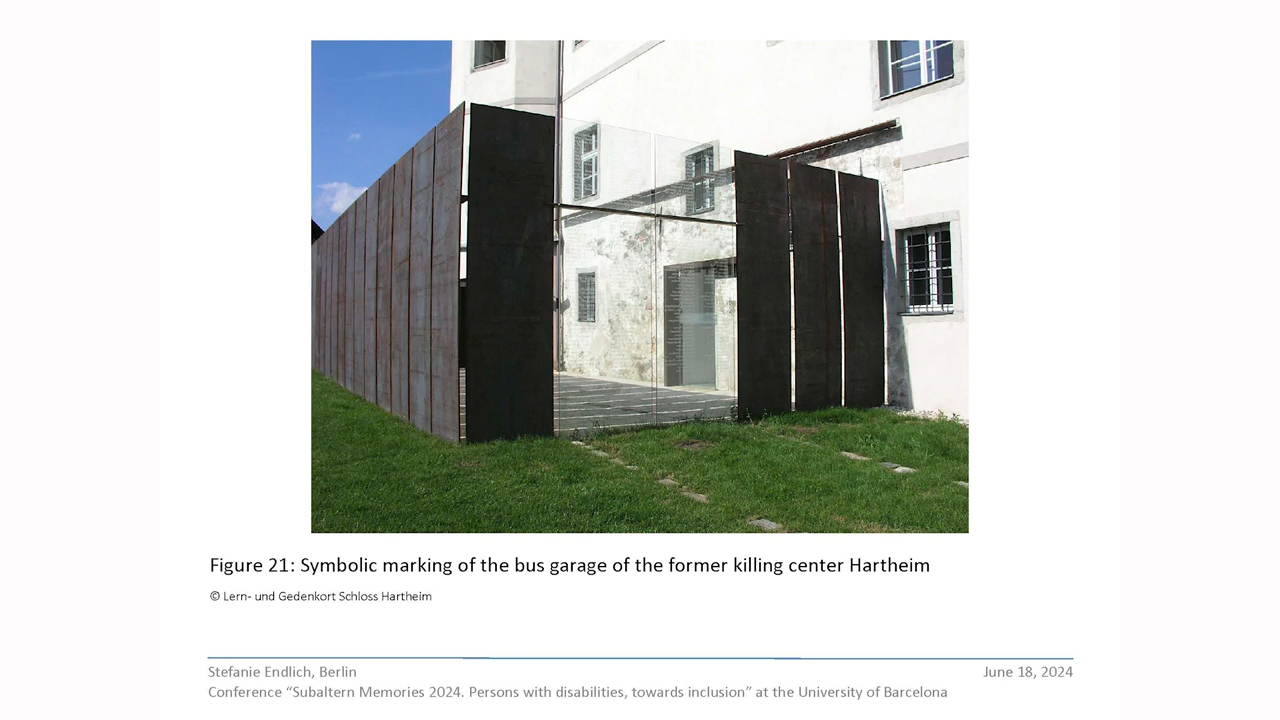 Figure 21: Symbolic marking of the bus garage of the former killing center Hartheim
© Lern- und Gedenkort Schloss Hartheim
Stefanie Endlich, Berlin
June 18, 2024
Conference “Subaltern Memories 2024. Persons with disabilities, towards inclusion” at the University of Barcelona